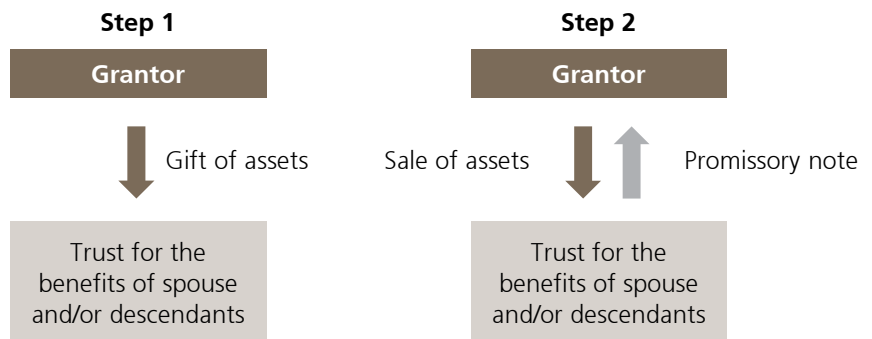 Step 1
Grantor
Gift of assets
Trust for the
benefits of spouse
and/or descendants
Step 2
Grantor
Sale of assets
Promissory note
Trust for the
benefits of spouse
and/or descendants